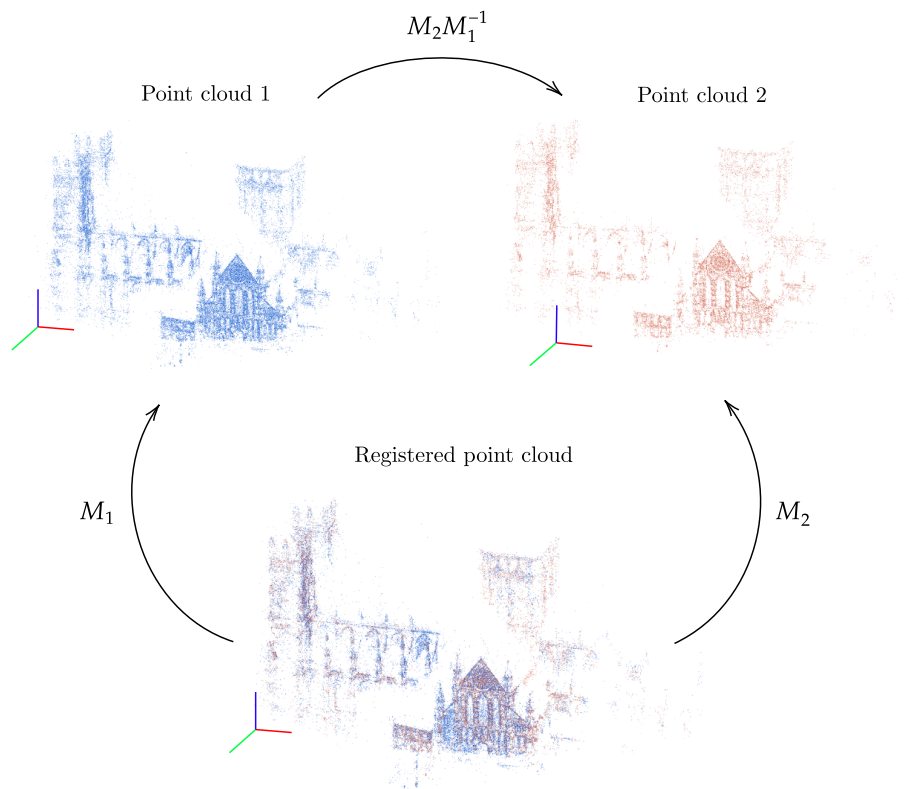 M₂M₁⁻¹
Point cloud 1
Point cloud 2
Registered point cloud
M₁
M₂